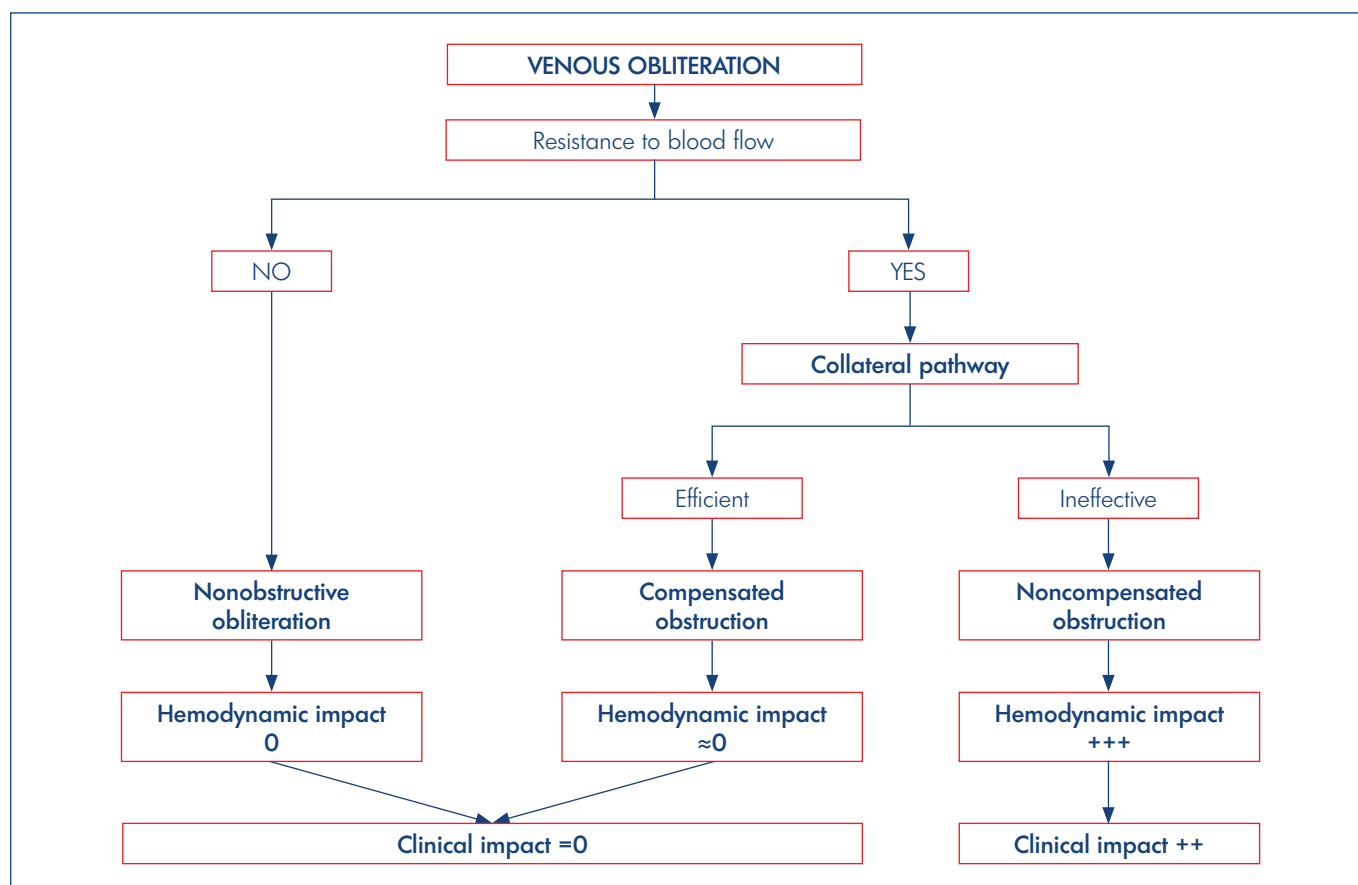 VENOUS OBLITERATION
Resistance to blood flow
NO
YES
Collateral pathway
Efficient
Ineffective
Nonobstructive
obliteration
Compensated
obstruction
Noncompensated
obstruction
Hemodynamic impact
0
Hemodynamic impact
≈0
Hemodynamic impact
+++
Clinical impact =0
Clinical impact ++